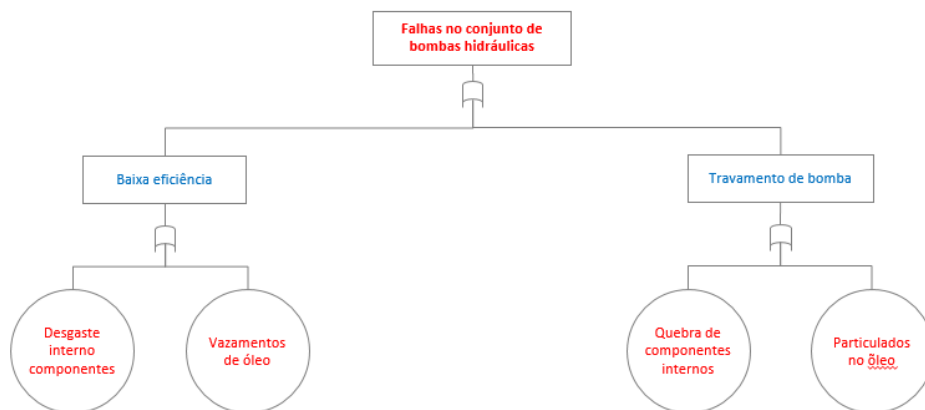 Falhas no conjunto de
bombas hidráulicas
Baixa eficiência
Travamento de bomba
Desgaste
interno
componentes
Vazamentos
de óleo
Quebra de
componentes
internos
Particulados
no õleo